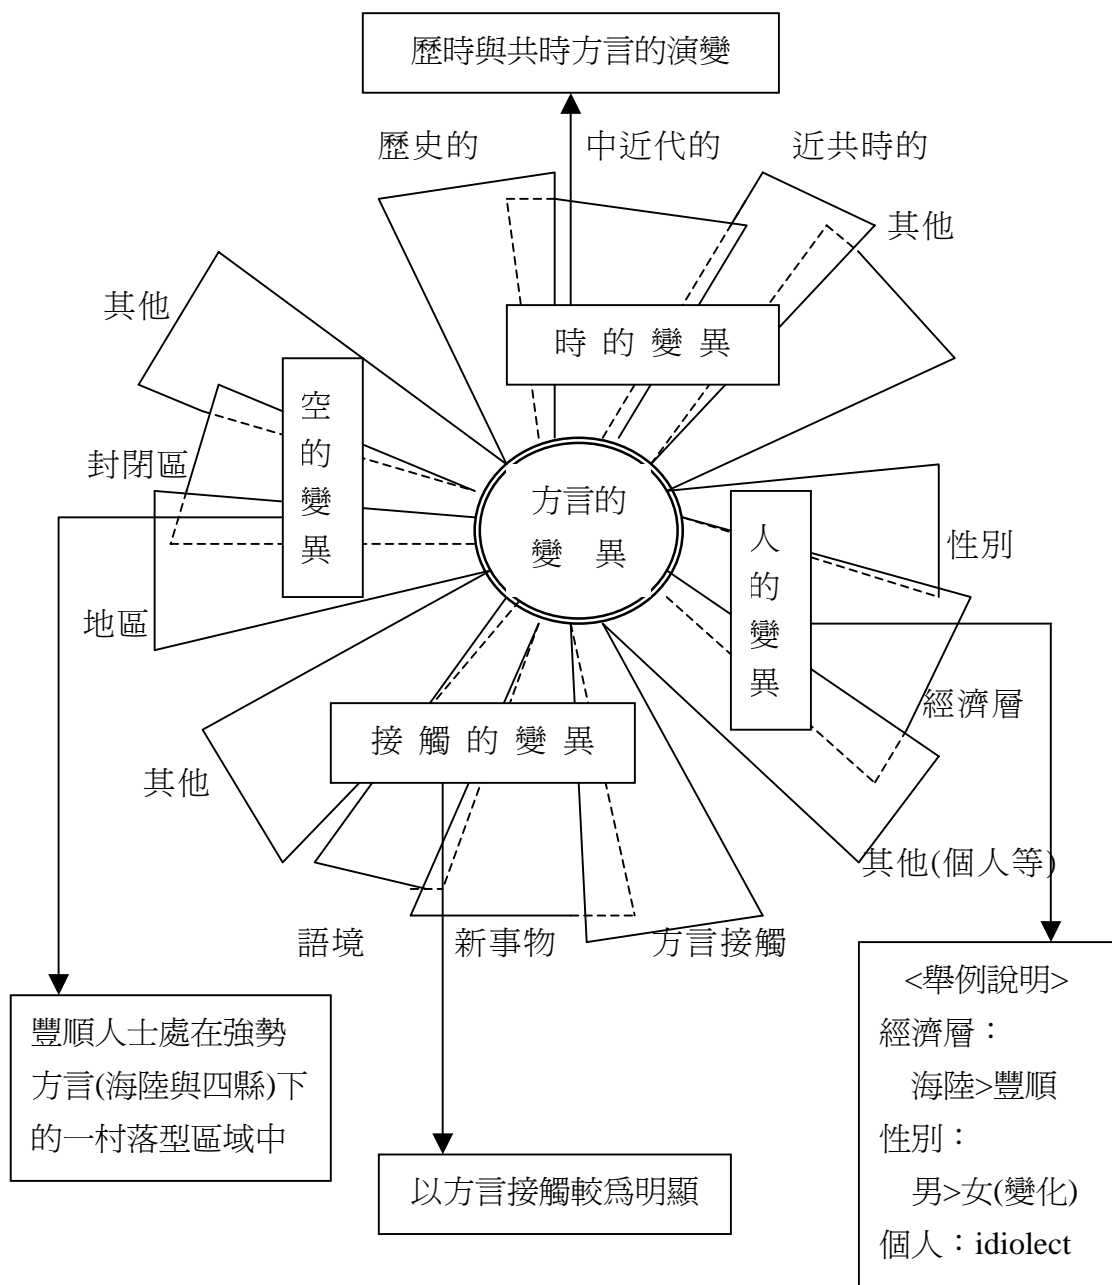 歷時與共時方言的演變
歷史的
中近代的
近共時的
其他
其他
時的變異
空的變異
封閉區
地區
方言的
變 異
人的變異
性別
經濟層
其他(個人等)
接觸的變異
其他
語境
新事物
方言接觸
豐順人士處在強勢
方言(海陸與四縣)下
的一村落型區域中
以方言接觸較爲明顯
<舉例說明>
經濟層：
海陸>豐順
性別：
男>女(變化)
個人：idiolect